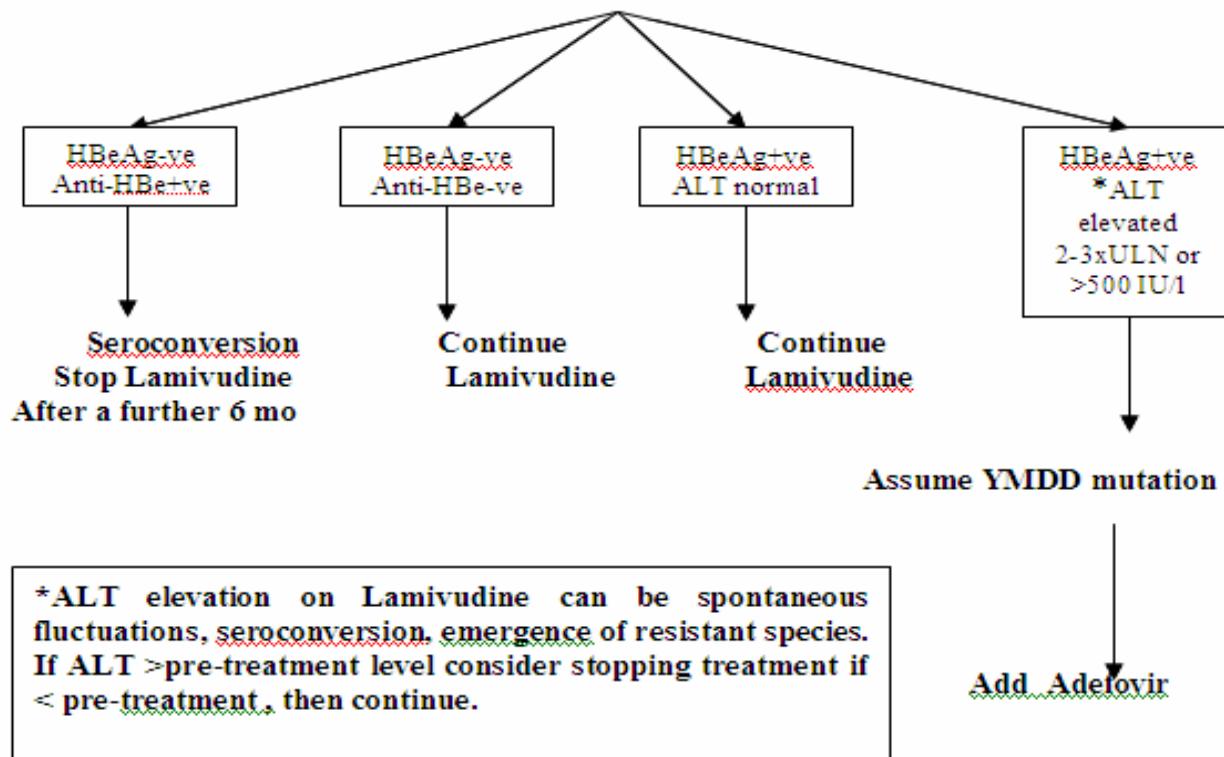 HBeAg-ve
Anti-HBe+ve
HBeAg-ve
Anti-HBe-ve
HBeAg+ve
ALT normal
HBeAg+ve
*ALT
elevated
2-3xULN or
>500 IU/l
Seroconversion
Stop Lamivudine
After a further 6 mo
Continue
Lamivudine
Continue
Lamivudine
Assume YMDD mutation
*ALT elevation on Lamivudine can be spontaneous
fluctuations, seroconversion, emergence of resistant species.
If ALT >pre-treatment level consider stopping treatment if
< pre-treatment , then continue.
Add Adefovir